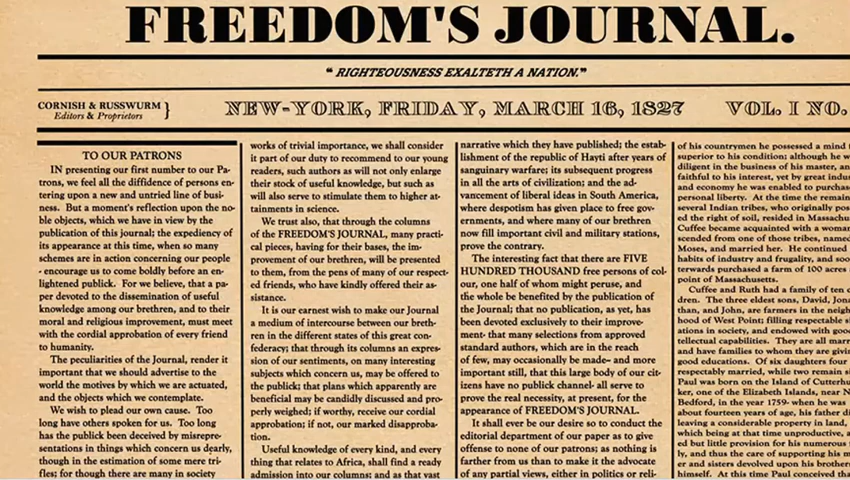 FREEDOM'S JOURNAL.
“ RIGHTEOUSNESS EXALTETH A NATION.”
CORNISH & RUSSWURM }
Editors & Proprietors
NEW-YORK, FRIDAY, MARCH 16, 1827
VOL. I NO.
TO OUR PATRONS
IN presenting our first number to our Pa-
trons, we feel all the diffidence of persons en-
tering upon a new and untried line of busi-
ness. But a moment's reflection upon the no-
ble objects, which we have in view by the
publication of this journal; the expediency of
its appearance at this time, when so many
schemes are in action concerning our people
- encourage us to come boldly before an en-
lightened publick. For we believe, that a pa-
per devoted to the dissemination of useful
knowledge among our brethren, and to their
moral and religious improvement, must meet
with the cordial approbation of every friend
to humanity.
The peculiarities of the Journal, render it
important that we should advertise to the
world the motives by which we are actuated,
and the objects which we contemplate.
We wish to plead our own cause. Too
long have others spoken for us. Too long
has the publick been deceived by misrepre-
sentations in things which concern us dearly,
though in the estimation of some mere tri-
fles; for though there are many in society
works of trivial importance, we shall consider
it part of our duty to recommend to our young
readers, such authors as will not only enlarge
their stock of useful knowledge, but such as
will also serve to stimulate them to higher at-
tainments in science.
We trust also, that through the columns
of the FREEDOM'S JOURNAL, many practi-
cal pieces, having for their bases, the im-
provement of our brethren, will be presented
to them, from the pens of many of our respect-
ed friends, who have kindly offered their as-
sistance.
It is our earnest wish to make our Journal
a medium of intercourse between our breth-
ren in the different states of this great con-
federacy; that through its columns an expres-
sion of our sentiments, on many interesting
subjects which concern us, may be offered to
the publick; that plans which apparently are
beneficial may be candidly discussed and pro-
perly weighed; if worthy, receive our cordial
approbation; if not, our marked disapproba-
tion.
Useful knowledge of every kind, and every
thing that relates to Africa, shall find a ready
admission into our columns; and as that vast
narrative which they have published; the estab-
lishment of the republic of Hayti after years of
sanguinary warfare; its subsequent progress
in all the arts of civilization; and the ad-
vancement of liberal ideas in South America,
where despotism has given place to free gov-
ernments, and where many of our brethren
now fill important civil and military stations,
prove the contrary.
The interesting fact that there are FIVE
HUNDRED THOUSAND free persons of col-
our, one half of whom might peruse, and
the whole be benefited by the publication of
the Journal; that no publication, as yet, has
been devoted exclusively to their improve-
ment- that many selections from approved
standard authors, which are in the reach
of few, may occasionally be made- and more
important still, that this large body of our cit-
izens have no publick channel- all serve to
prove the real necessity, at present, for the
appearance of FREEDOM'S JOURNAL.
It shall ever be our desire so to conduct the
editorial department of our paper as to give
offense to none of our patrons; as nothing is
farther from us than to make it the advocate
of any partial views, either in politics or reli-
of his countrymen he possessed a mind
superior to his condition; although he w
diligent in the business of his master, an
faithful to his interest, yet by great indu
and economy he was enabled to purchas
personal liberty. At the time the remain
several Indian tribes, who originally pos
ed the right of soil, resided in Massachu
Cuffee became acquainted with a woman
scended from one of those tribes, named
Moses, and married her. He continued
habits of industry and frugality, and soo
terwards purchased a farm of 100 acres
point of Massachusetts.
Cuffee and Ruth had a family of ten c
dren. The three eldest sons, David, Jona
than, and John, are farmers in the neigh
hood of West Point; filling respectable si
ations in society, and endowed with good
tellectual capabilities. They are all marr
and have families to whom they are givin
good educations. Of six daughters four
respectably married, while two remain si
Paul was born on the Island of Cutterhu
ker, one of the Elizabeth Islands, near N
Bedford, in the year 1759- when he was
about fourteen years of age, his father di
leaving a considerable property in land,
which being at that time unproductive, a
ed but little provision for his numerous
ly, and thus the care of supporting his m
er and sisters devolved upon his brother
himself. At this time Paul conceived tha